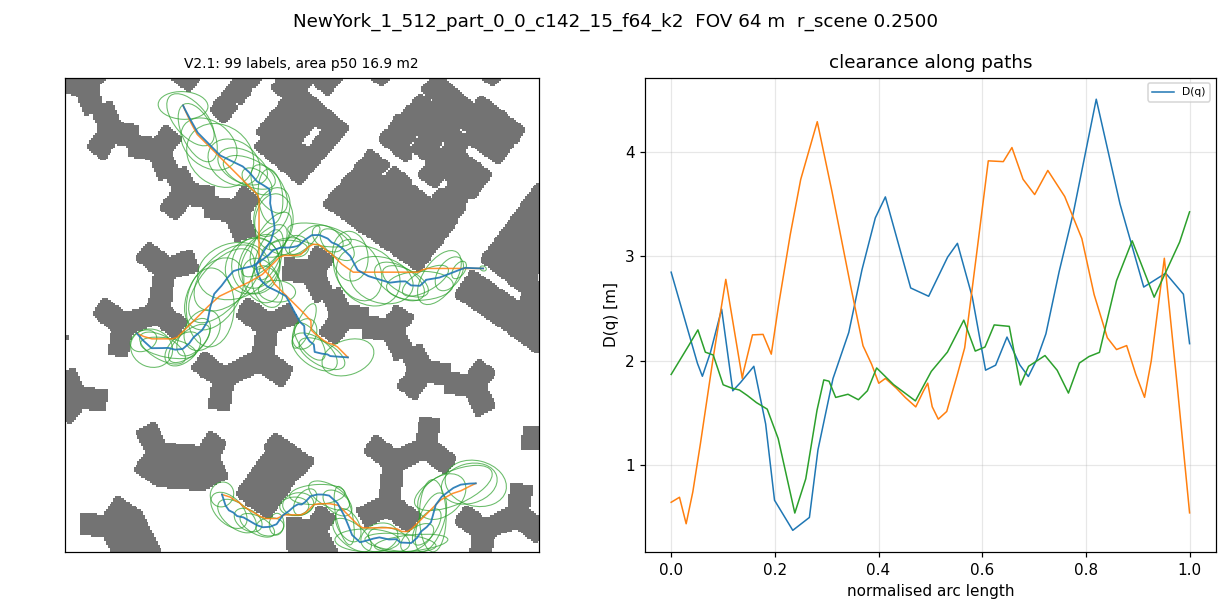 NewYork_1_512_part_0_0_c142_15_f64_k2  FOV 64 m  r_scene 0.2500
V2.1: 99 labels, area p50 16.9 m2
clearance along paths
D(q)
D(q) [m]
4
3
2
1
0.0 0.2 0.4 0.6 0.8 1.0
normalised arc length